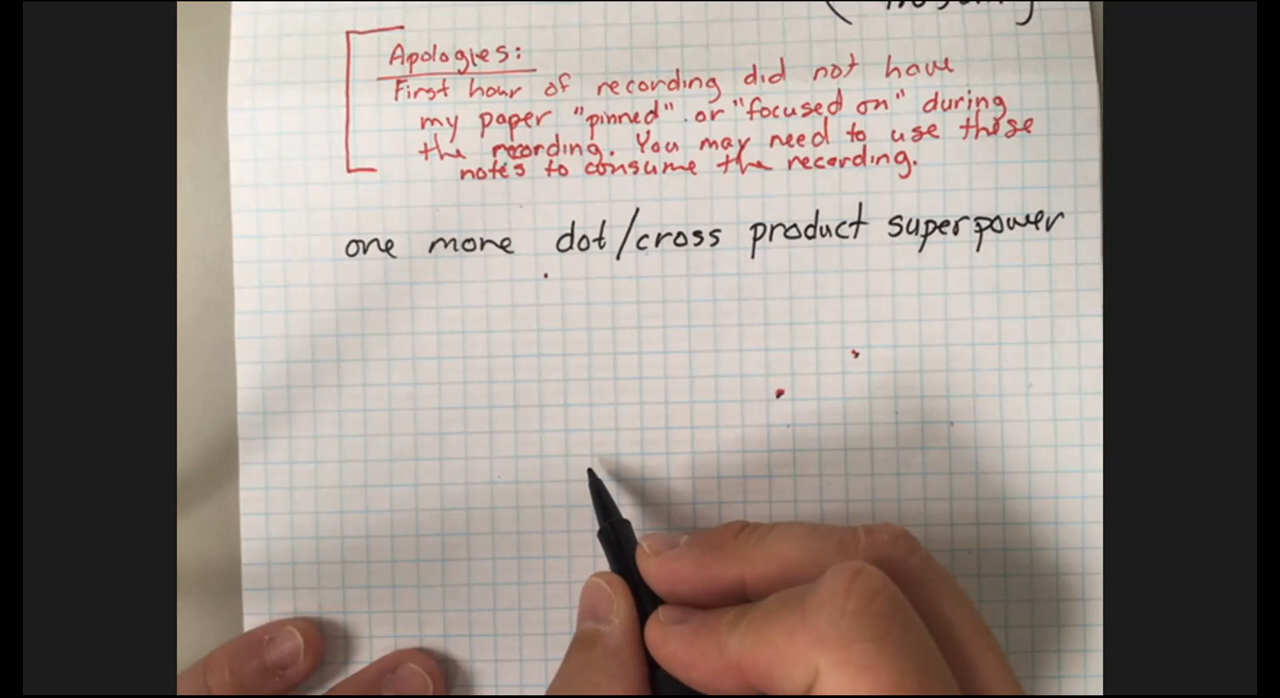 Apologies:
First hour of recording did not have
my paper "pinned" or "focused on" during
the recording. You may need to use these
notes to consume the recording.
one more dot/cross product superpower